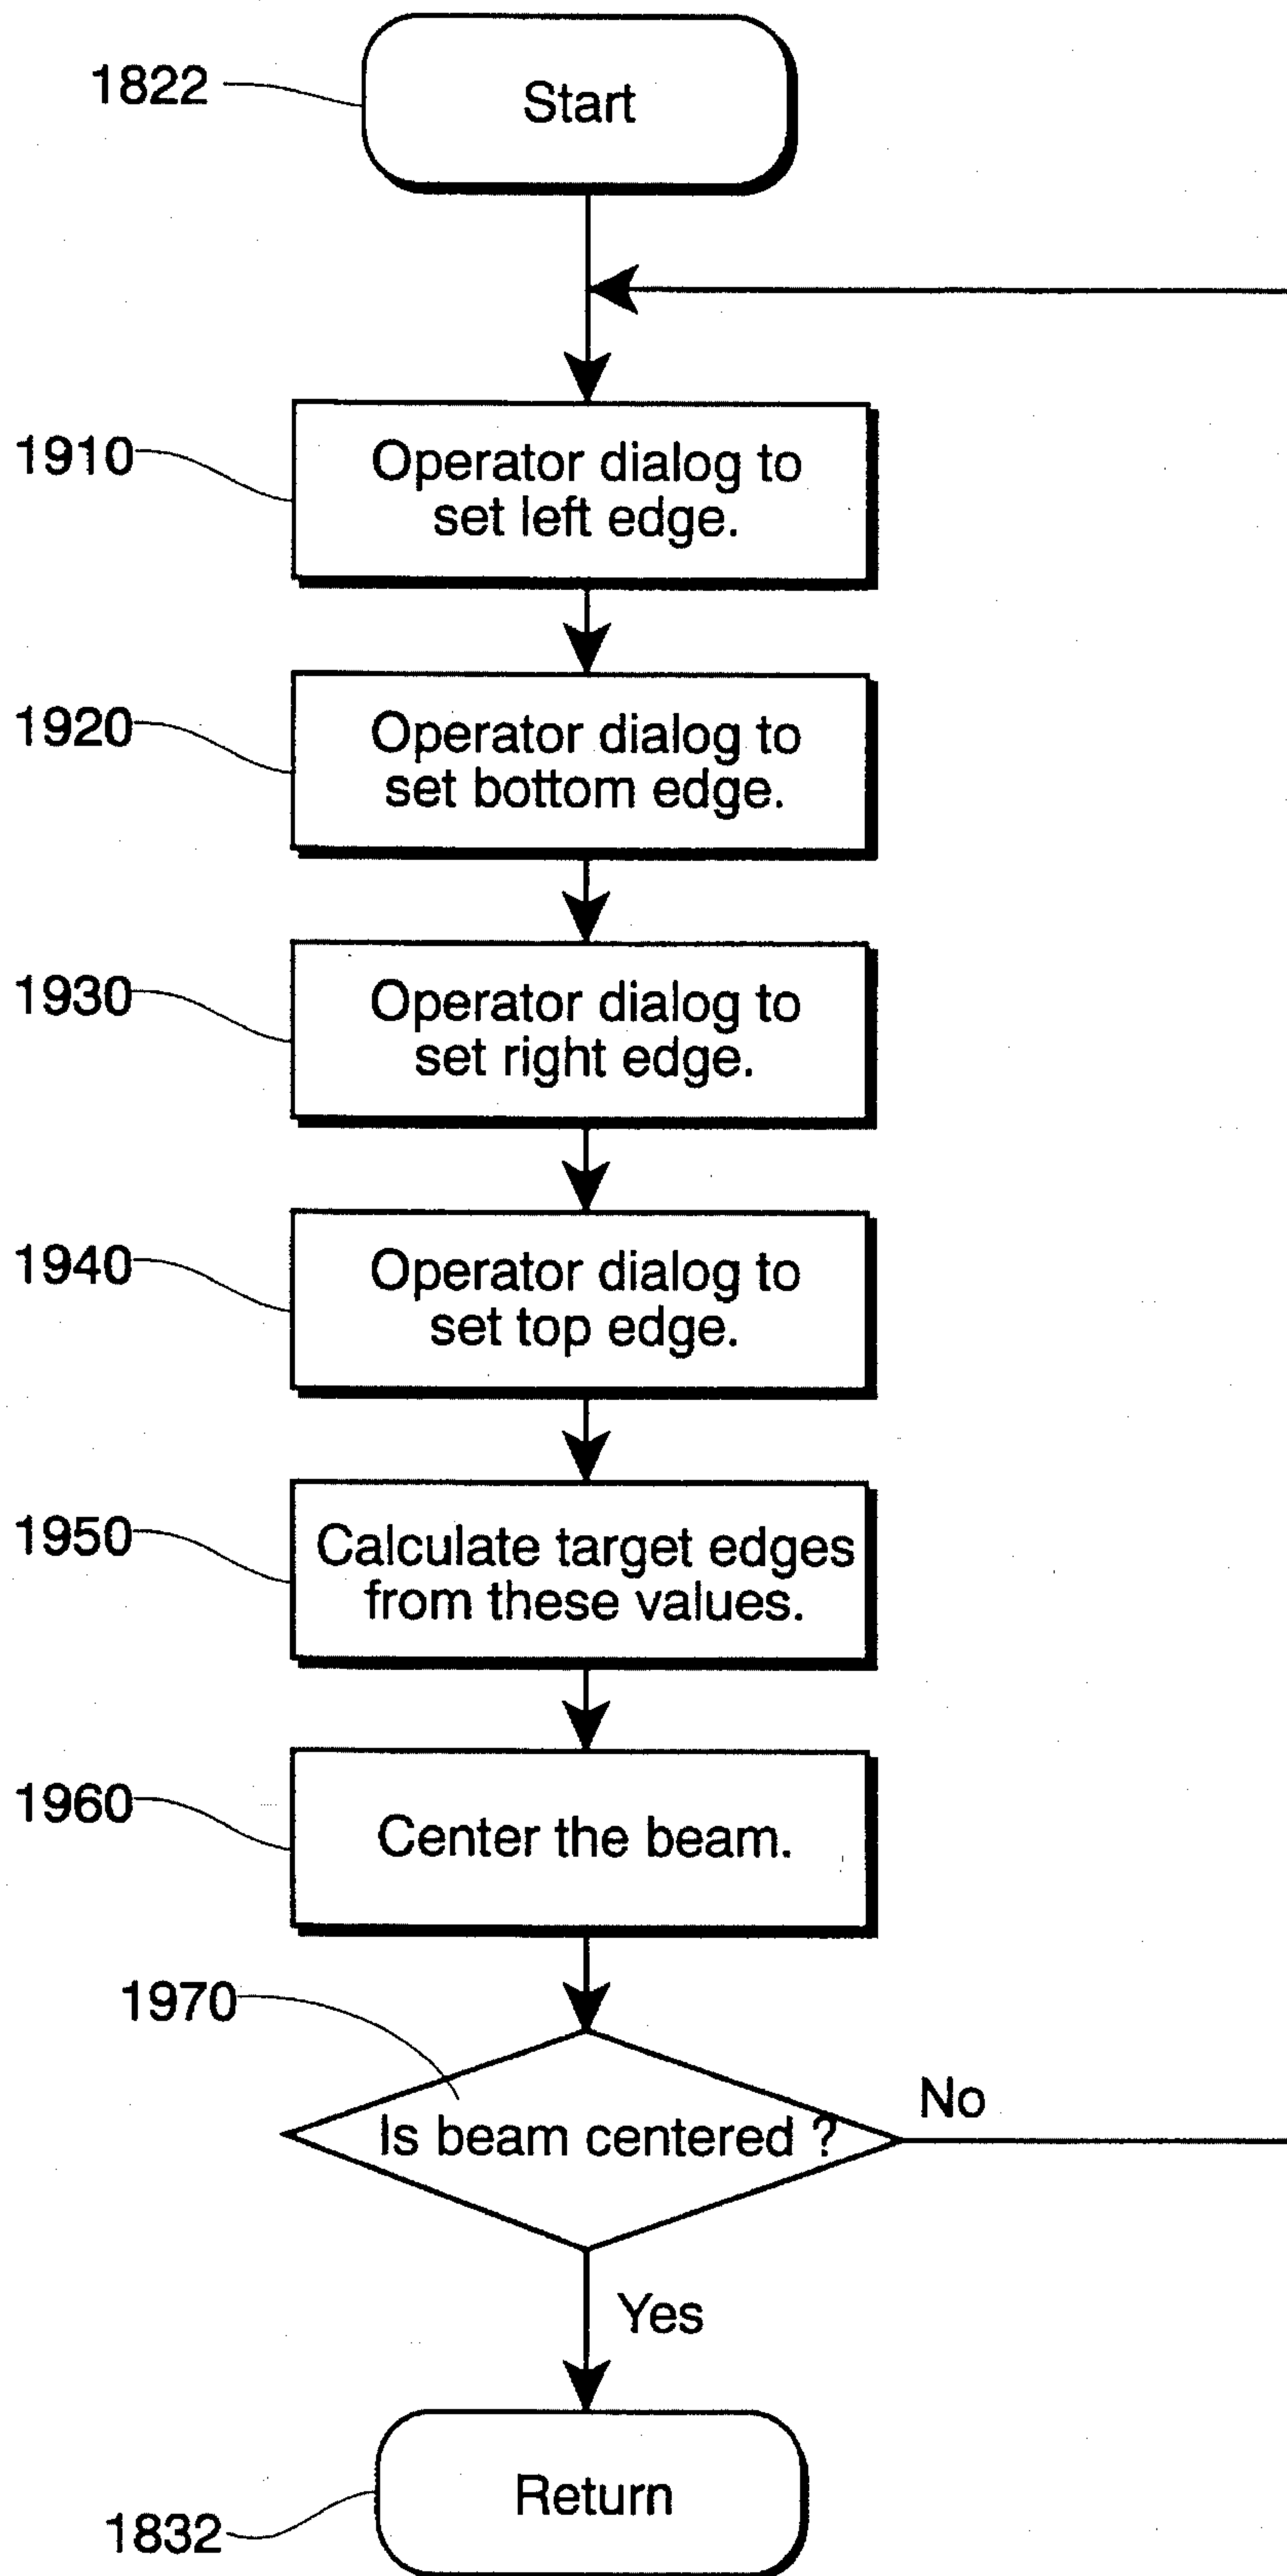 1822
Start
1910
Operator dialog to
set left edge.
1920
Operator dialog to
set bottom edge.
1930
Operator dialog to
set right edge.
1940
Operator dialog to
set top edge.
1950
Calculate target edges
from these values.
1960
Center the beam.
1970
Is beam centered ?
No
Yes
Return
1832